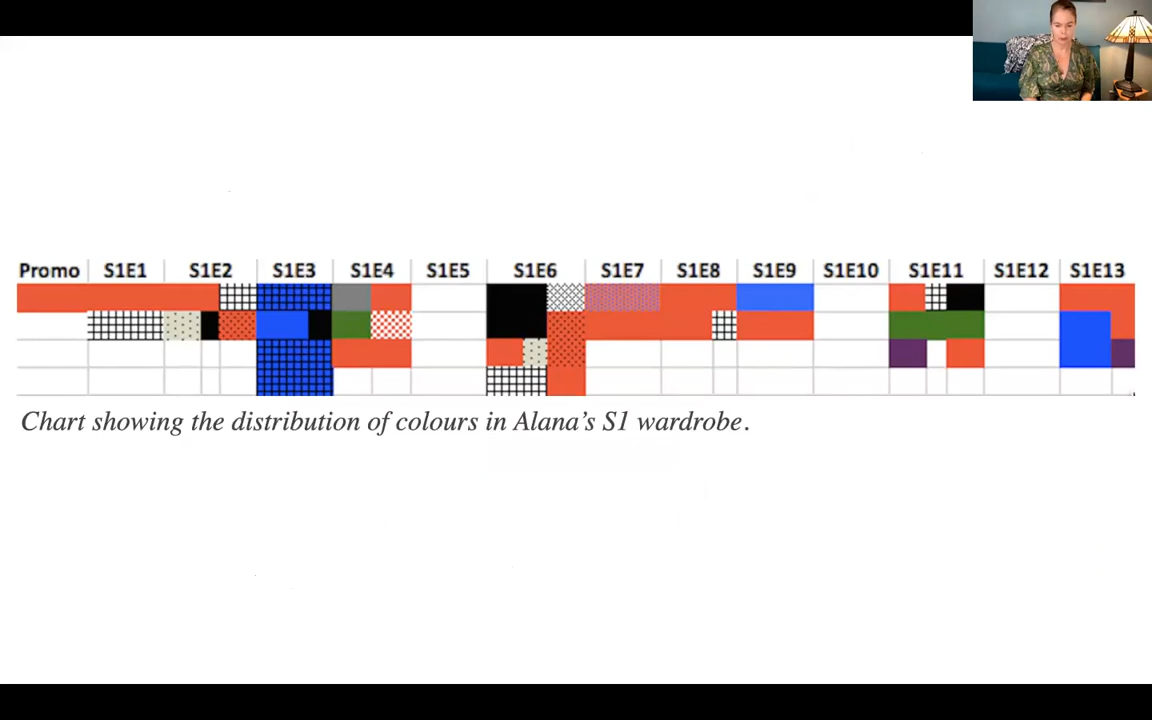 Promo S1E1 S1E2 S1E3 S1E4 S1E5 S1E6 S1E7 S1E8 S1E9 S1E10 S1E11 S1E12 S1E13
Chart showing the distribution of colours in Alana’s S1 wardrobe.